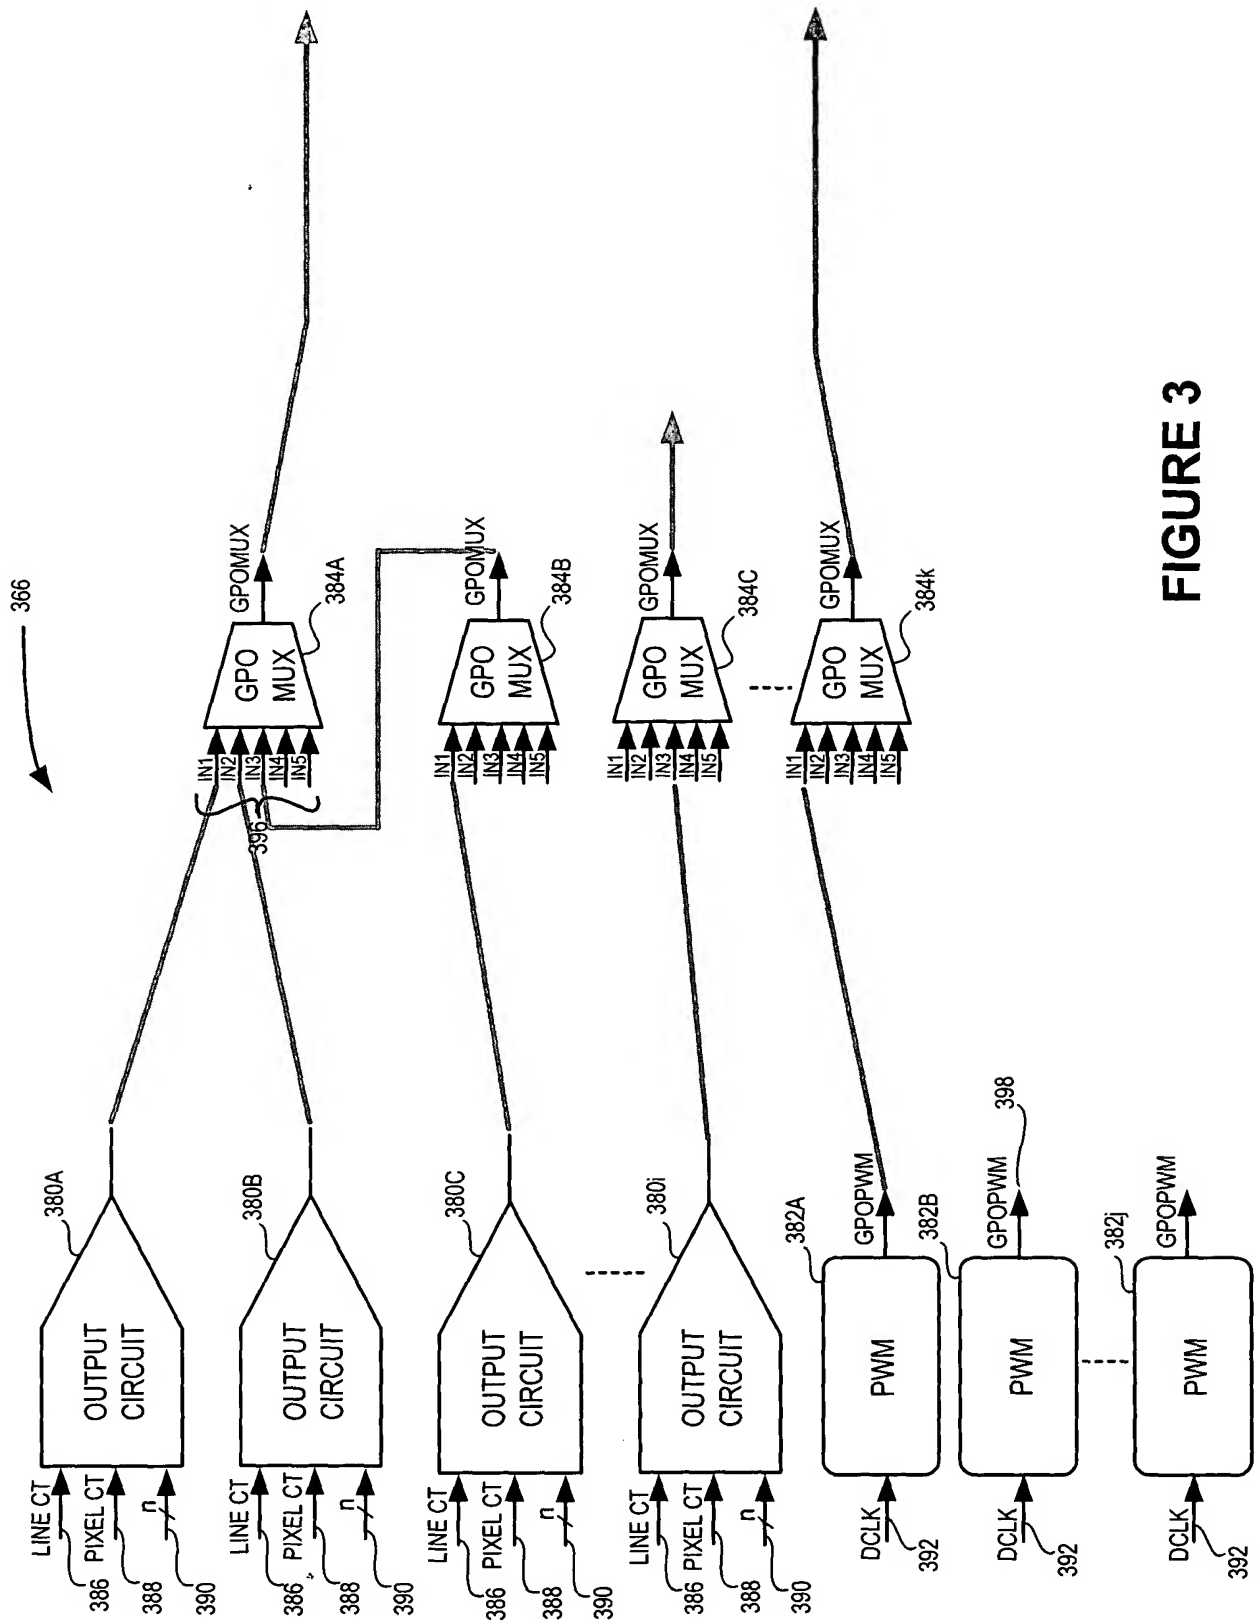 366
386
LINE CT
388
PIXEL CT
390
n
OUTPUT
CIRCUIT
380A
386
LINE CT
388
PIXEL CT
390
n
OUTPUT
CIRCUIT
380B
386
LINE CT
388
PIXEL CT
390
n
OUTPUT
CIRCUIT
380C
386
LINE CT
388
PIXEL CT
390
n
OUTPUT
CIRCUIT
380i
392
DCLK
PWM
382A
GPOPWM
392
DCLK
PWM
382B
GPOPWM
398
392
DCLK
PWM
382j
GPOPWM
396
IN1
IN2
IN3
IN4
IN5
GPO
MUX
384A
GPOMUX
IN1
IN2
IN3
IN4
IN5
GPO
MUX
384B
GPOMUX
IN1
IN2
IN3
IN4
IN5
GPO
MUX
384C
GPOMUX
IN1
IN2
IN3
IN4
IN5
GPO
MUX
384k
GPOMUX
FIGURE 3